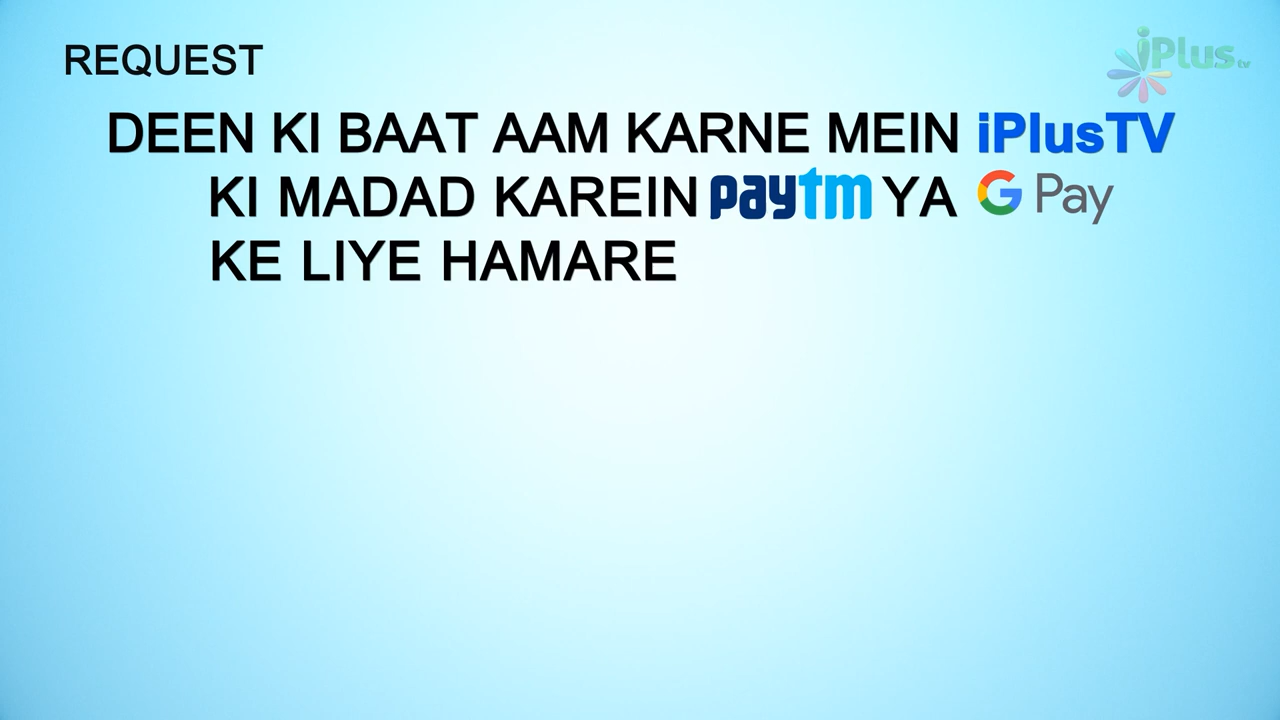 REQUEST
iPlus tv
DEEN KI BAAT AAM KARNE MEIN iPlusTV
KI MADAD KAREIN paytm YA G Pay
KE LIYE HAMARE